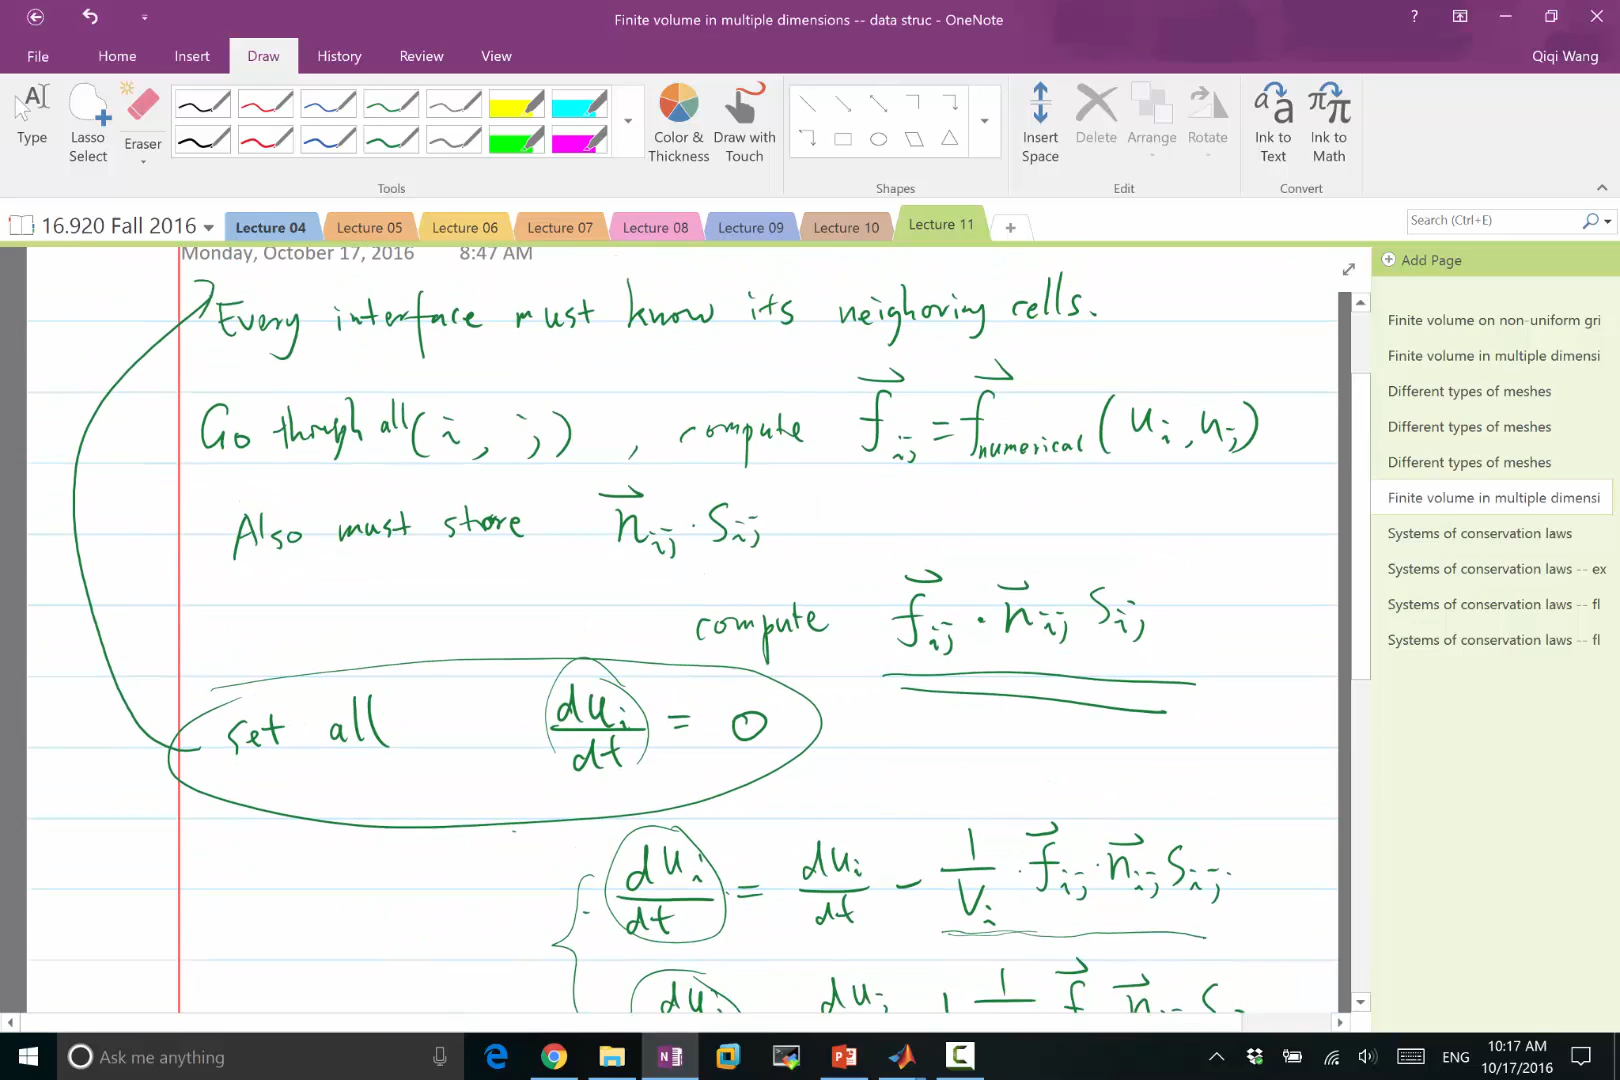 Finite volume in multiple dimensions -- data struc - OneNote
?
File Home Insert Draw History Review View
Qiqi Wang
Type Lasso Select Eraser
Color & Thickness Draw with Touch
Insert Space Delete Arrange Rotate
Ink to Text Ink to Math
Tools Shapes Edit Convert
16.920 Fall 2016 Lecture 04 Lecture 05 Lecture 06 Lecture 07 Lecture 08 Lecture 09 Lecture 10 Lecture 11 +
Search (Ctrl+E)
Monday, October 17, 2016 8:47 AM
Every interface must know its neighoring cells.
Go through all (i, j), compute f⃗_ij = f⃗_numerical (u_i, u_j)
Also must store n⃗_ij · S_ij
compute f⃗_ij · n⃗_ij S_ij
set all du_i/dt = 0
du_i/dt = du_i/dt - 1/V_i · f⃗_ij · n⃗_ij S_ij
Add Page
Finite volume on non-uniform gri
Finite volume in multiple dimensi
Different types of meshes
Different types of meshes
Different types of meshes
Finite volume in multiple dimensi
Systems of conservation laws
Systems of conservation laws -- ex
Systems of conservation laws -- fl
Systems of conservation laws -- fl
Ask me anything
ENG
10:17 AM
10/17/2016